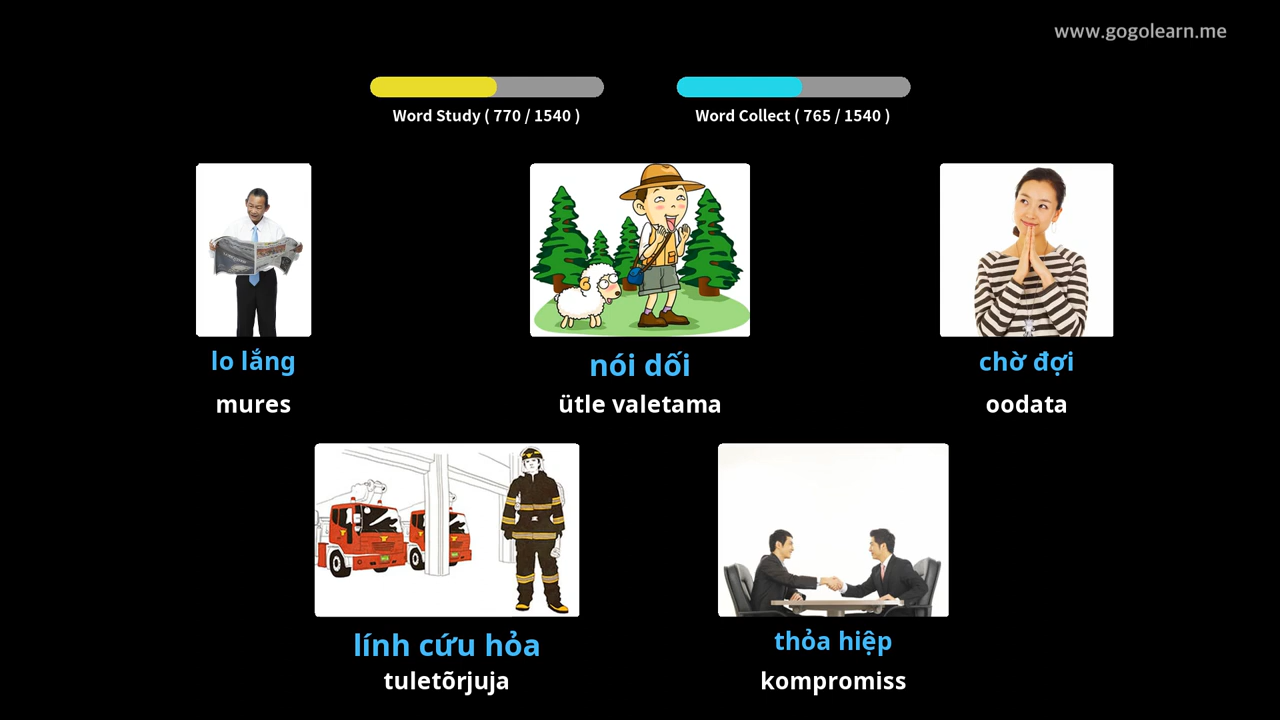 www.gogolearn.me
Word Study ( 770 / 1540 )
Word Collect ( 765 / 1540 )
lo lắng
mures
nói dối
ütle valetama
chờ đợi
oodata
lính cứu hỏa
tuletõrjuja
thỏa hiệp
kompromiss